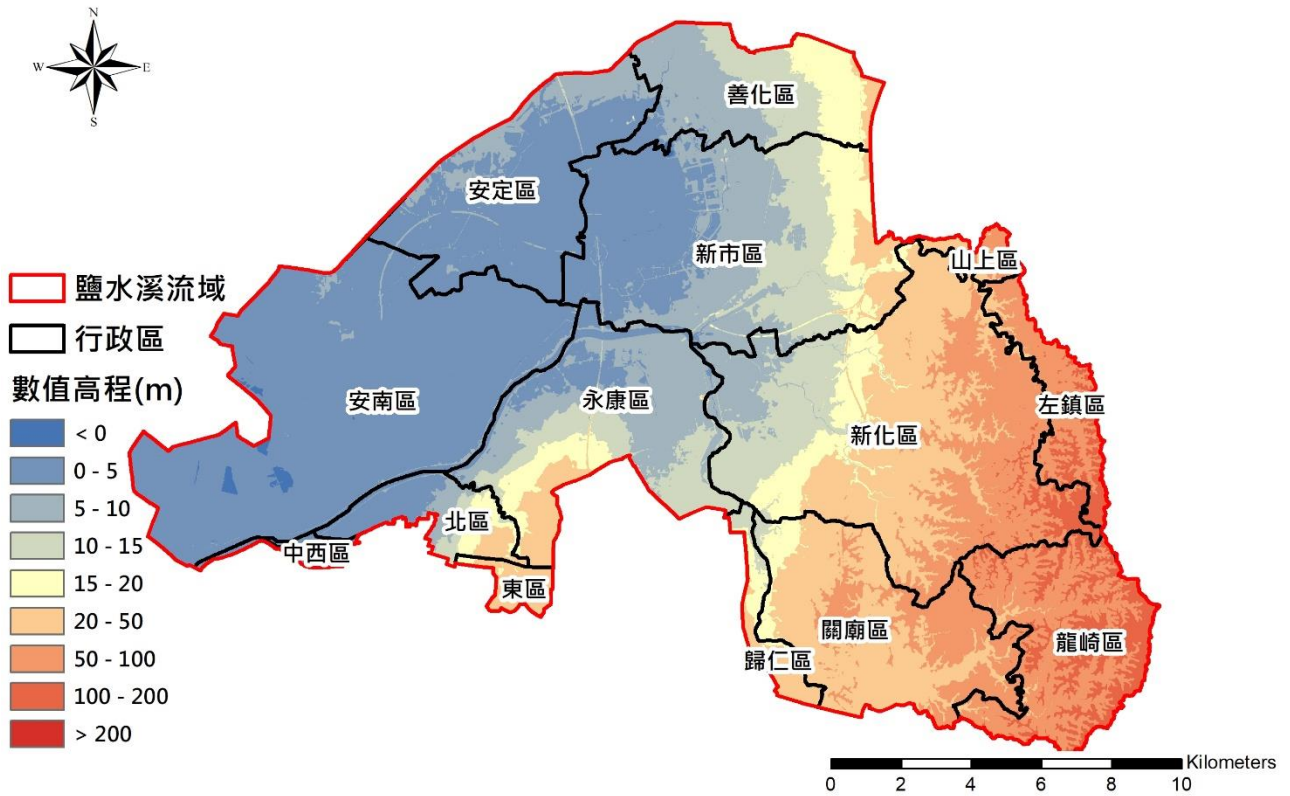 N
W
E
S
善化區
安定區
新市區
山上區
鹽水溪流域
行政區
數值高程(m)
安南區
永康區
左鎮區
新化區
< 0
0 - 5
5 - 10
10 - 15
15 - 20
20 - 50
50 - 100
100 - 200
> 200
北區
中西區
東區
關廟區
龍崎區
歸仁區
Kilometers
0 2 4 6 8 10